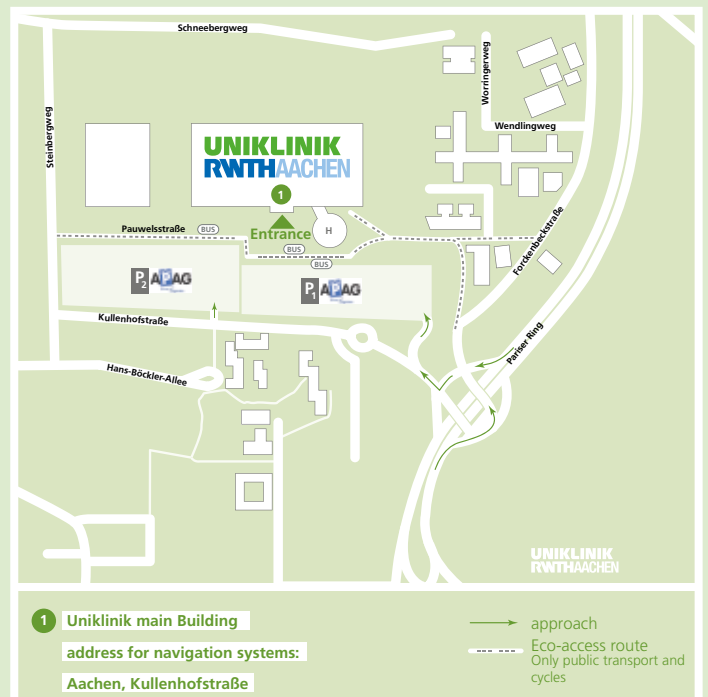 Schneebergweg
Worringerweg
Steinbergweg
Wendlingweg
UNIKLINIK
RWTHAACHEN
1
Pauwelsstraße
BUS
Entrance
H
BUS
BUS
Forckenbeckstraße
P2 APAG
P1 APAG
Kullenhofstraße
Pariser Ring
Hans-Böckler-Allee
UNIKLINIK
RWTHAACHEN
1 Uniklinik main Building
address for navigation systems:
Aachen, Kullenhofstraße
approach
Eco-access route
Only public transport and
cycles